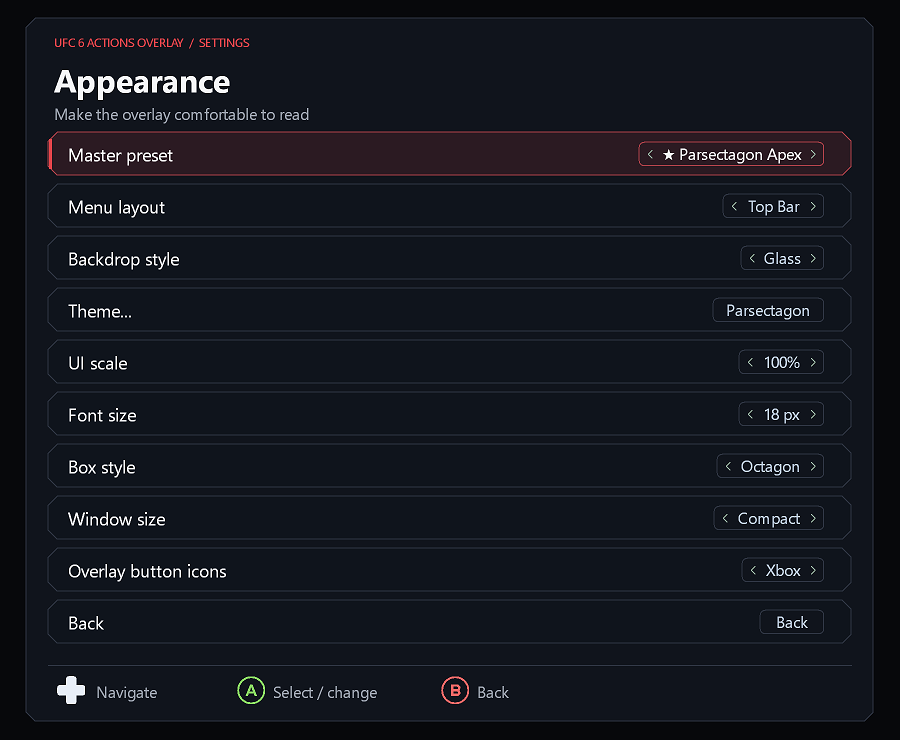 UFC 6 ACTIONS OVERLAY / SETTINGS
Appearance
Make the overlay comfortable to read
Master preset < ★ Parsectagon Apex >
Menu layout < Top Bar >
Backdrop style < Glass >
Theme... Parsectagon
UI scale < 100% >
Font size < 18 px >
Box style < Octagon >
Window size < Compact >
Overlay button icons < Xbox >
Back Back
Navigate A Select / change B Back